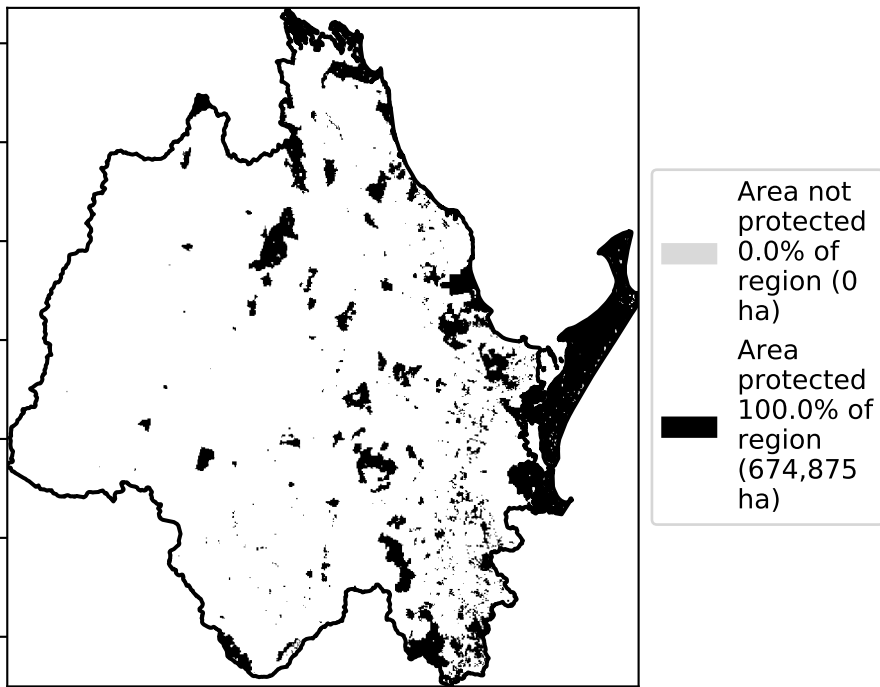 Area not
protected
0.0% of
region (0
ha)
Area
protected
100.0% of
region
(674,875
ha)